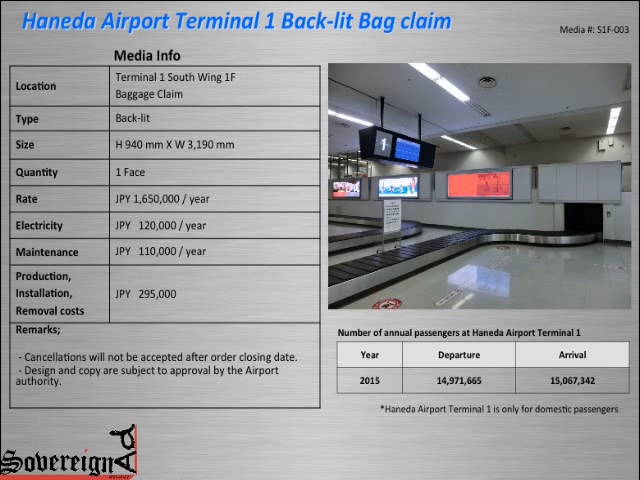 Haneda Airport Terminal 1 Back-lit Bag claim
Media #: S1F-003
Media Info
Location
Terminal 1 South Wing 1F
Baggage Claim
Type
Back-lit
Size
H 940 mm X W 3,190 mm
Quantity
1 Face
Rate
JPY 1,650,000 / year
Electricity
JPY 120,000 / year
Maintenance
JPY 110,000 / year
Production,
Installation,
Removal costs
JPY 295,000
Remarks;
- Cancellations will not be accepted after order closing date.
- Design and copy are subject to approval by the Airport
authority.
Number of annual passengers at Haneda Airport Terminal 1
Year Departure Arrival
2015 14,971,665 15,067,342
*Haneda Airport Terminal 1 is only for domestic passengers
Sovereign
AD